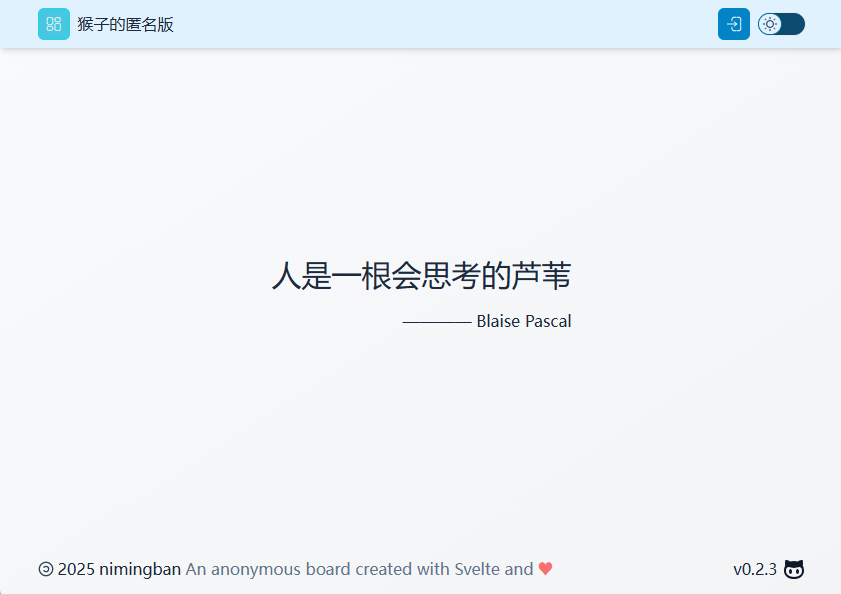 猴子的匿名版
人是一根会思考的芦苇
———— Blaise Pascal
2025 nimingban An anonymous board created with Svelte and ♥
v0.2.3